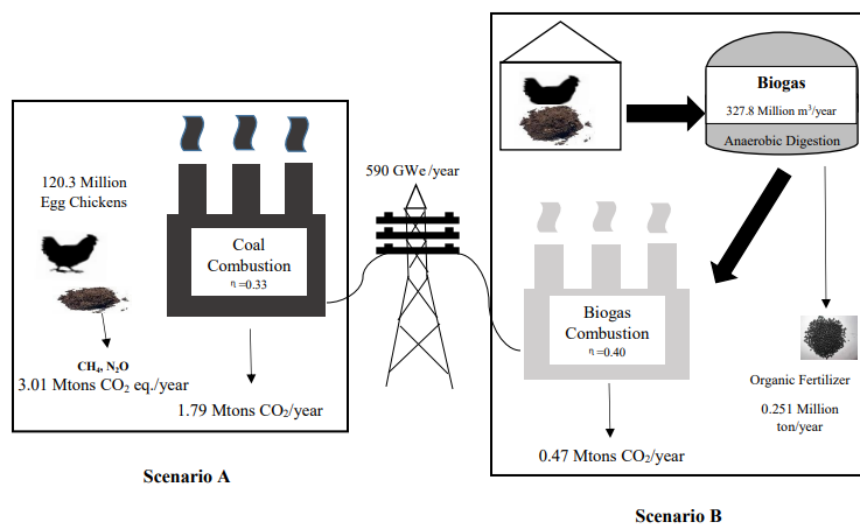 120.3 Million
Egg Chickens
Coal
Combustion
η =0.33
CH₄, N₂O
3.01 Mtons CO₂ eq./year
1.79 Mtons CO₂/year
Scenario A
590 GWe/year
Biogas
327.8 Million m³/year
Anaerobic Digestion
Biogas
Combustion
η =0.40
Organic Fertilizer
0.251 Million
ton/year
0.47 Mtons CO₂/year
Scenario B